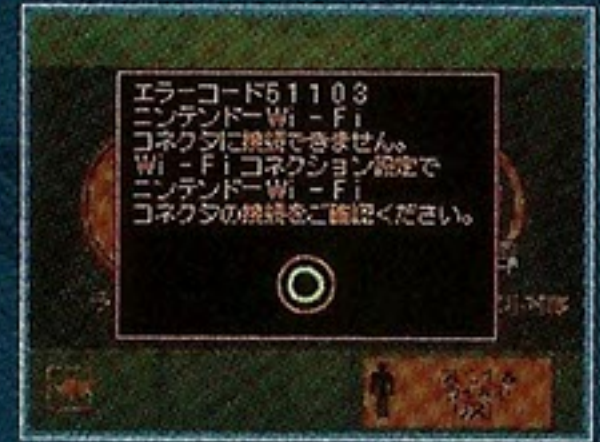 エラーコード51103
ニンテンドーWi-Fi
コネクタに接続できません。
Wi-Fiコネクション設定で
ニンテンドーWi-Fi
コネクタの接続をご確認ください。